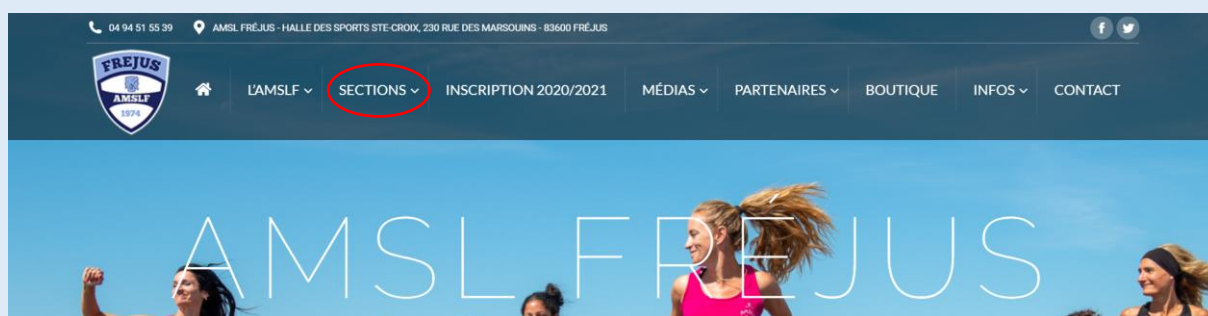 04 94 51 55 39 AMSL FRÉJUS - HALLE DES SPORTS STE-CROIX, 230 RUE DES MARSOUINS - 83600 FRÉJUS
FREJUS
AMSLF
1974
L'AMSLF SECTIONS INSCRIPTION 2020/2021 MÉDIAS PARTENAIRES BOUTIQUE INFOS CONTACT
AMSL FRÉJUS